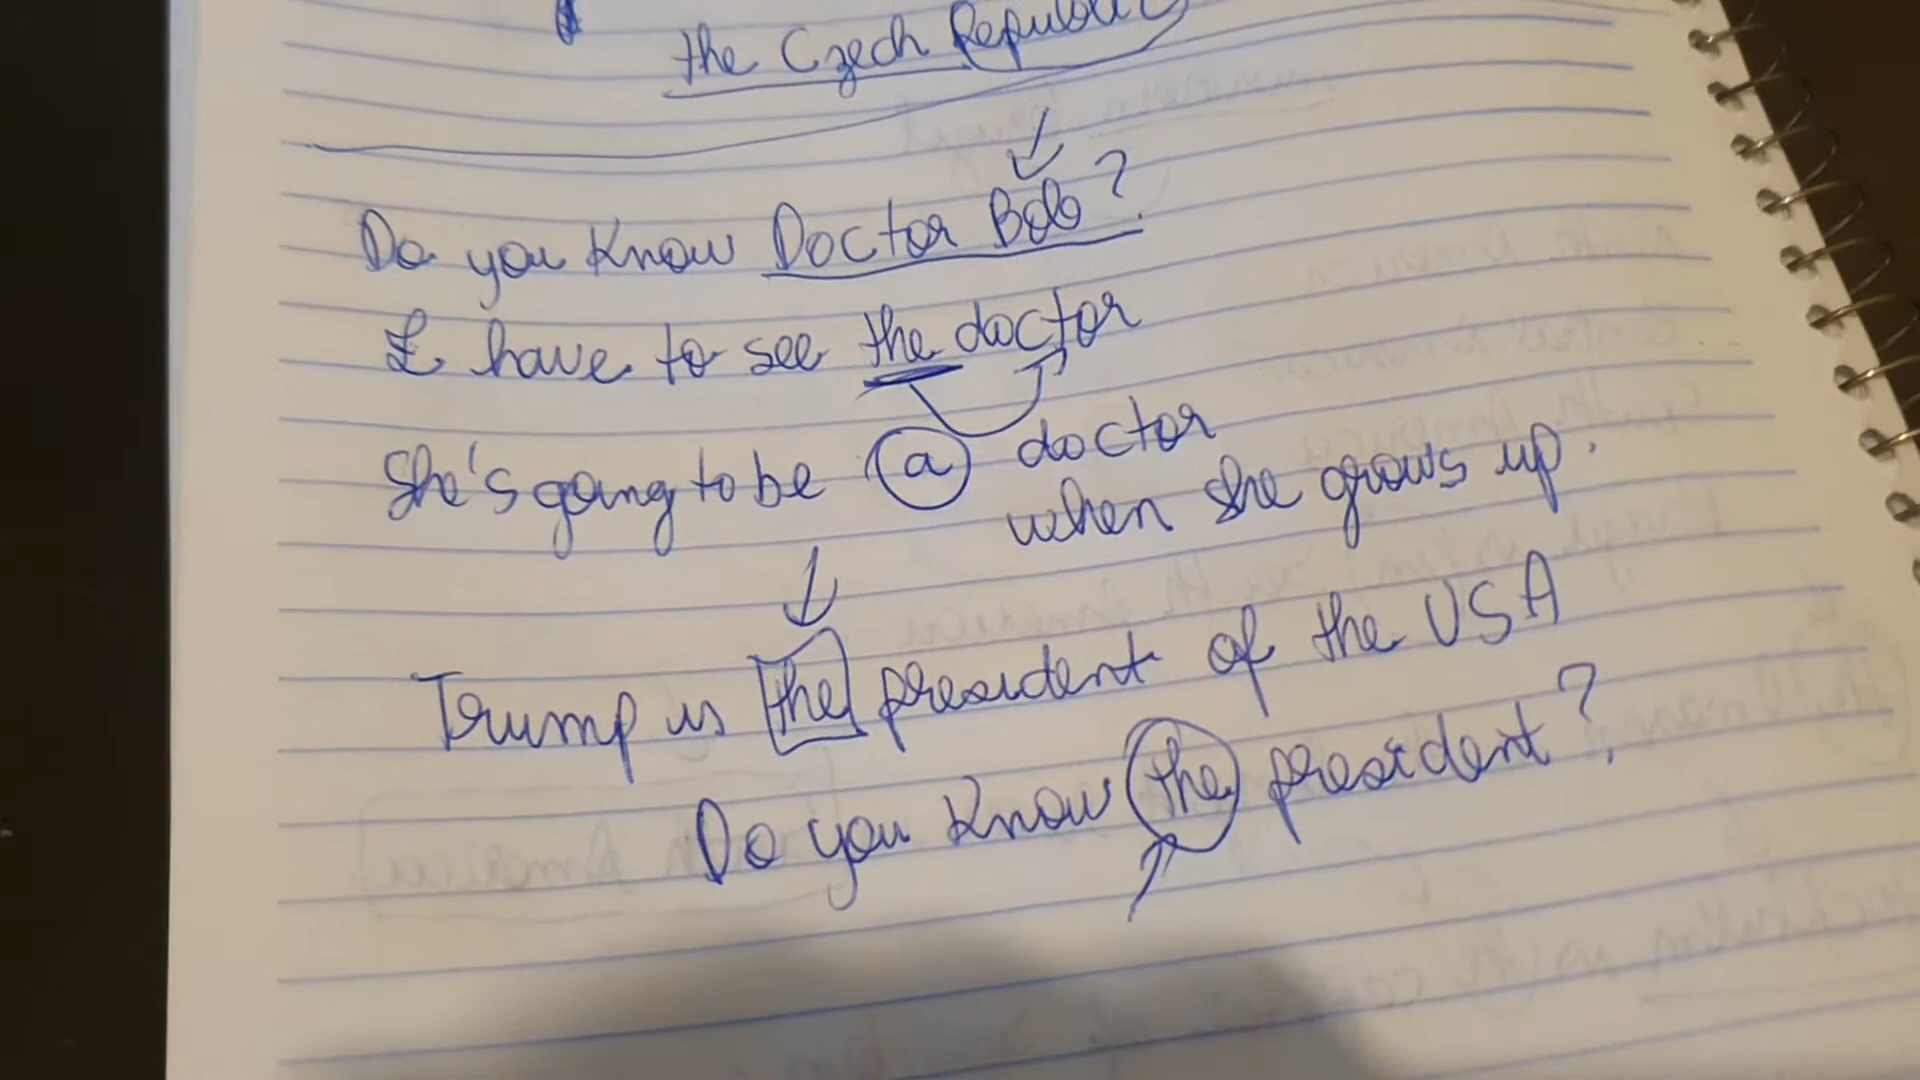 the Czech Republic
Do you know Doctor Bob?
I have to see the doctor
She's going to be a doctor
when she grows up.
Trump is the president of the USA
Do you know the president?